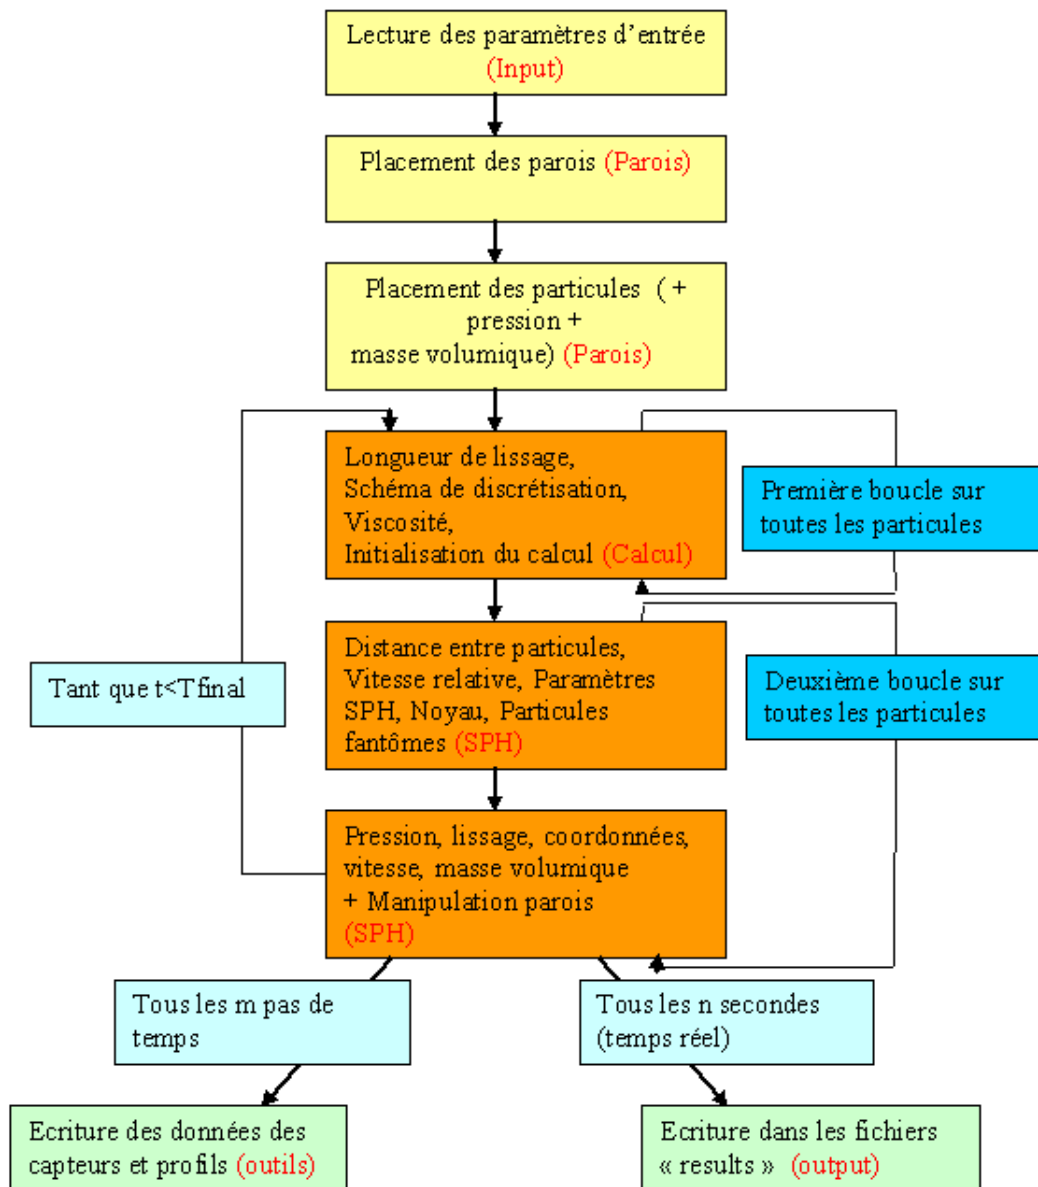 Lecture des paramètres d'entrée
(Input)
Placement des parois (Parois)
Placement des particules ( +
pression +
masse volumique) (Parois)
Longueur de lissage,
Schéma de discrétisation,
Viscosité,
Initialisation du calcul (Calcul)
Première boucle sur
toutes les particules
Distance entre particules,
Vitesse relative, Paramètres
SPH, Noyau, Particules
fantômes (SPH)
Tant que t<Tfinal
Deuxième boucle sur
toutes les particules
Pression, lissage, coordonnées,
vitesse, masse volumique
+ Manipulation parois
(SPH)
Tous les m pas de
temps
Tous les n secondes
(temps réel)
Ecriture des données des
capteurs et profils (outils)
Ecriture dans les fichiers
« results » (output)